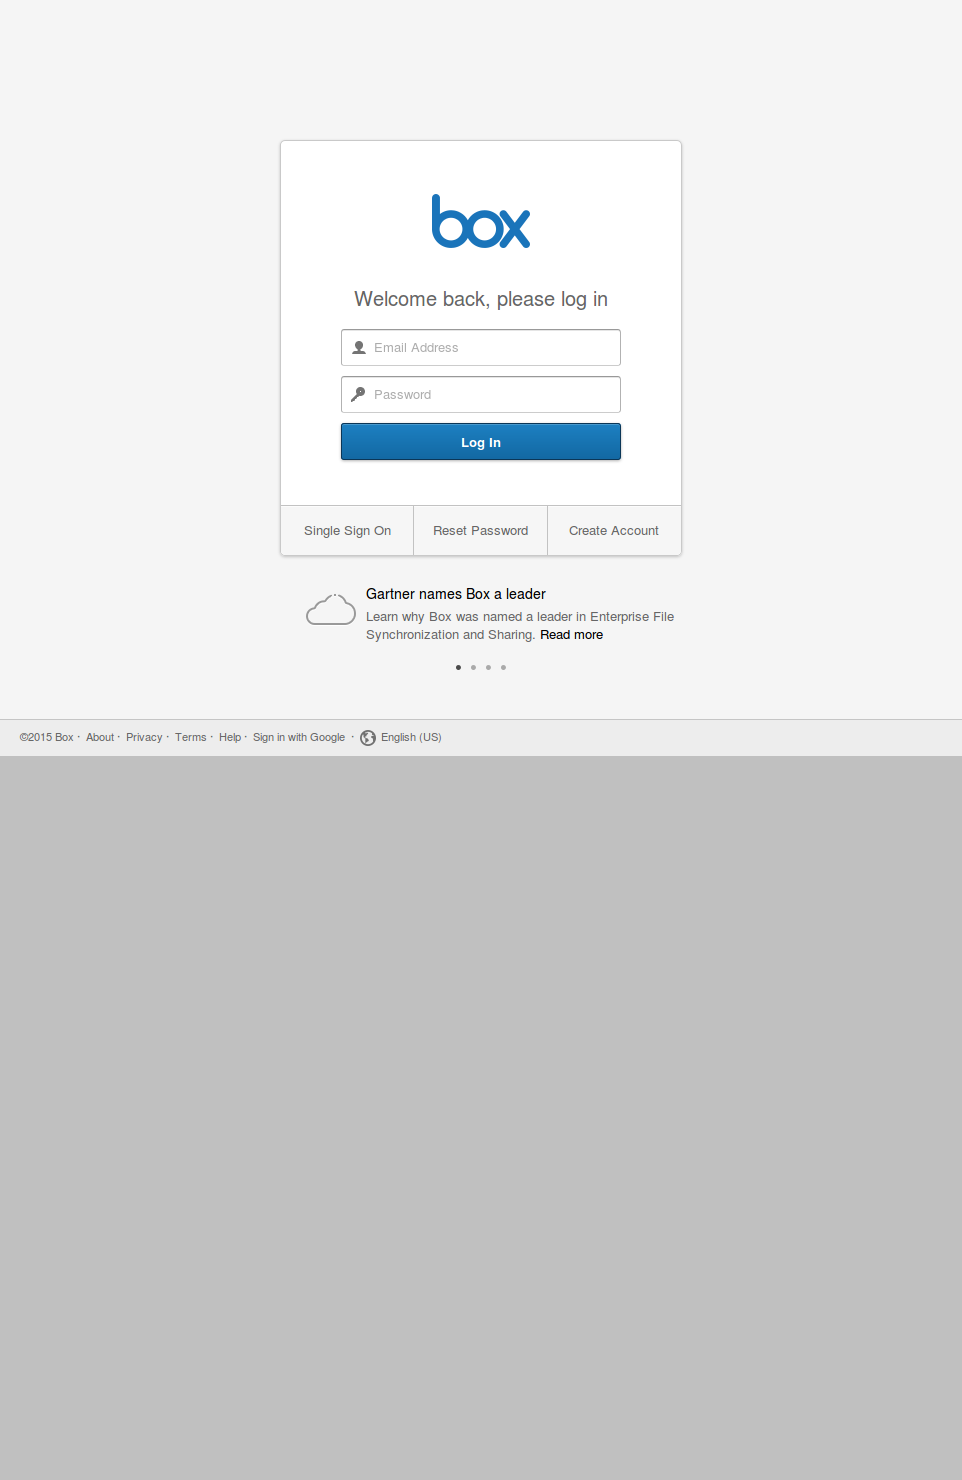 box
Welcome back, please log in
Email Address
Password
Log In
Single Sign On
Reset Password
Create Account
Gartner names Box a leader
Learn why Box was named a leader in Enterprise File
Synchronization and Sharing. Read more
©2015 Box · About · Privacy · Terms · Help · Sign in with Google · English (US)